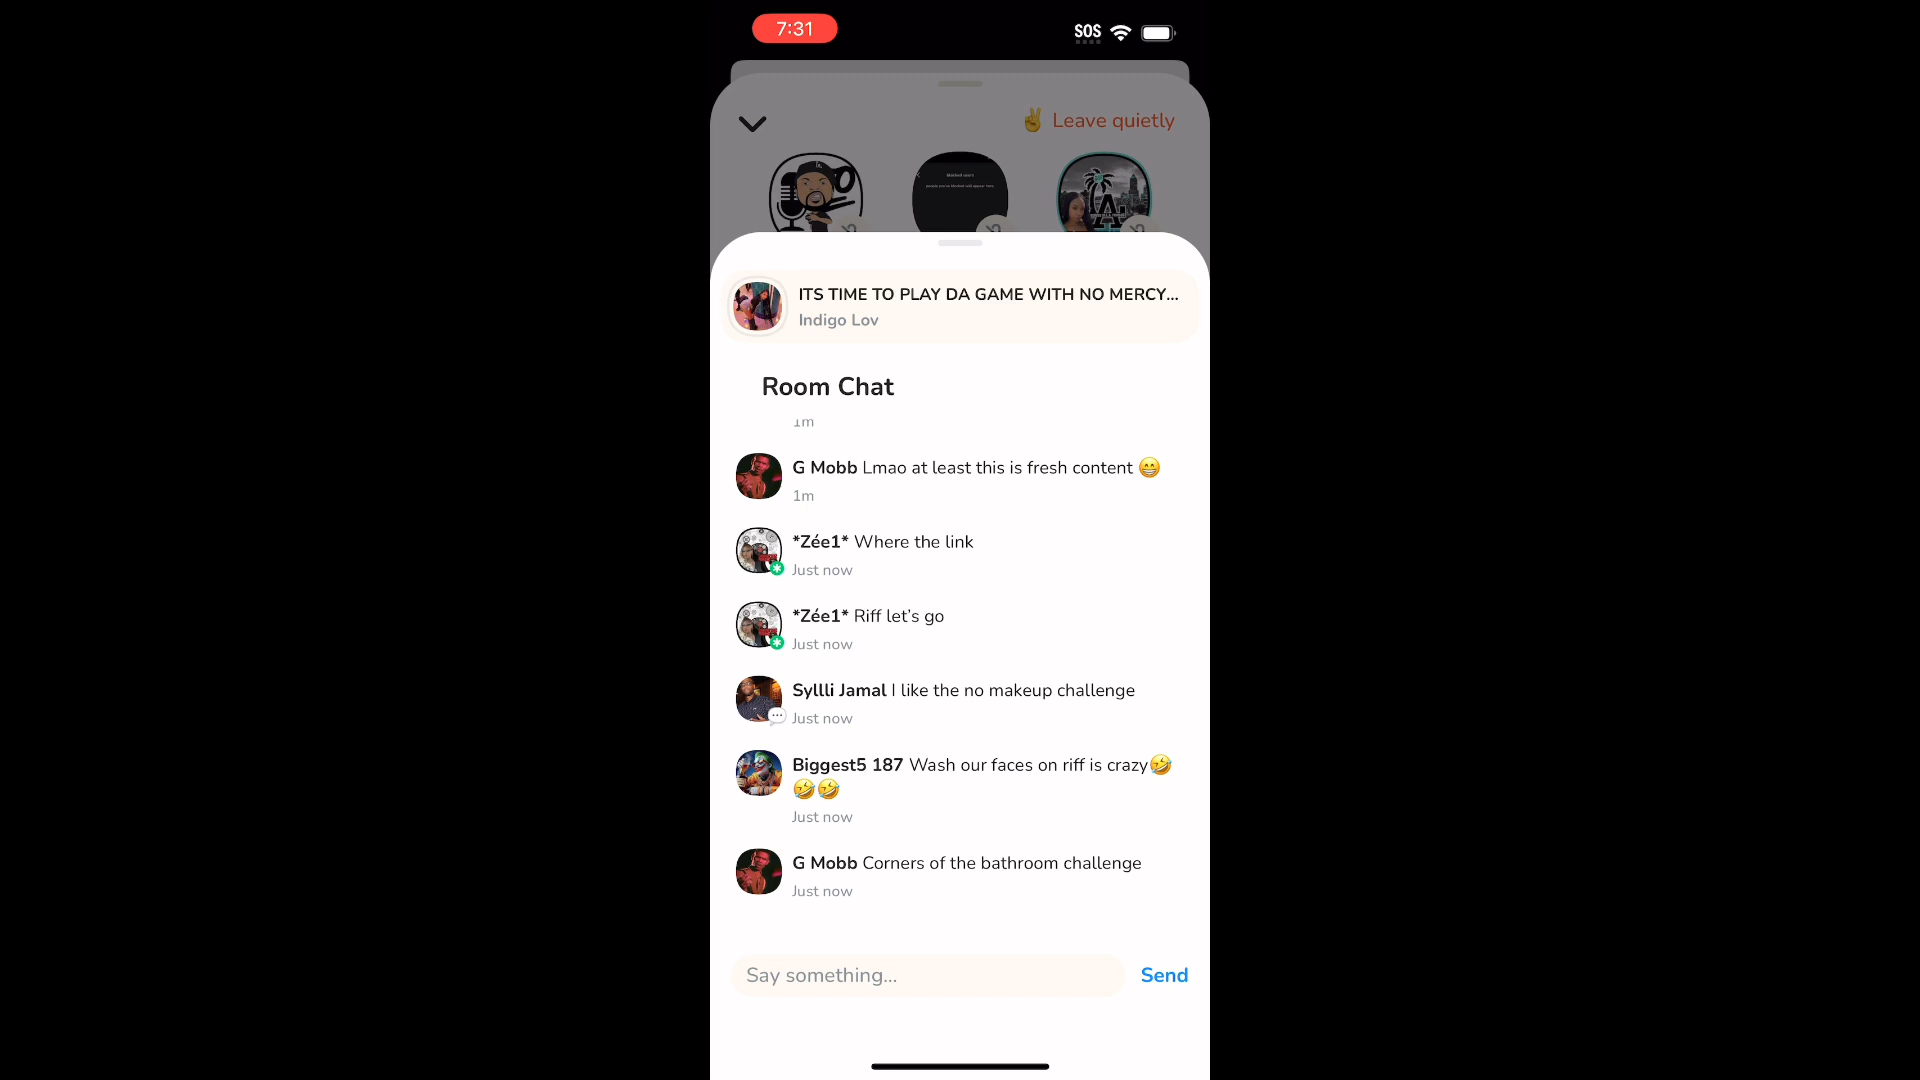 7:31
SOS
✌️ Leave quietly
Blocked users
ITS TIME TO PLAY DA GAME WITH NO MERCY...
Indigo Lov
Room Chat
1m
G Mobb Lmao at least this is fresh content 😁
1m
*Zée1* Where the link
Just now
*Zée1* Riff let’s go
Just now
Syllli Jamal I like the no makeup challenge
Just now
Biggest5 187 Wash our faces on riff is crazy🤣
🤣🤣
Just now
G Mobb Corners of the bathroom challenge
Just now
Say something...
Send